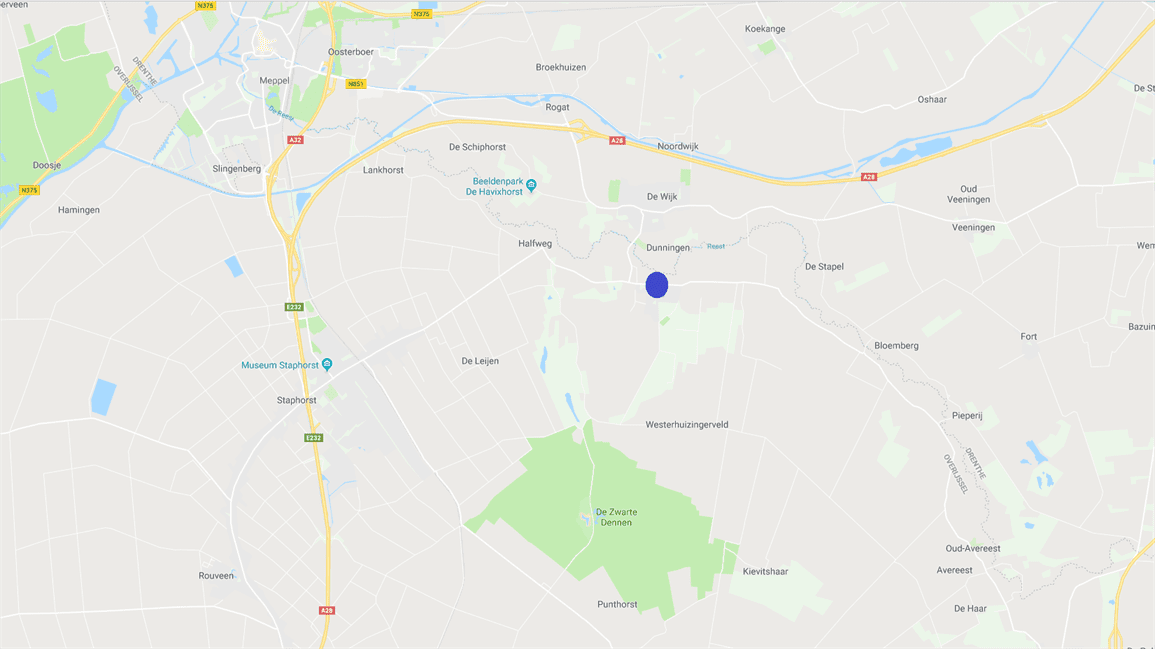 erveen
N375
N375
Koekange
Oosterboer
Broekhuizen
DRENTHE
OVERIJSSEL
Meppel
N851
De St
Oshaar
Rogat
A32
A28
Noordwijk
De Schiphorst
Doosje
Slingenberg
Lankhorst
A28
N375
Beeldenpark
De Havixhorst
De Wijk
Oud
Veeningen
Hamingen
Veeningen
Halfweg
Dunningen
Reest
Wem
De Stapel
E232
Bazuin
Fort
Bloemberg
Museum Staphorst
De Leijen
Staphorst
Pieperij
Westerhuizingerveld
E232
DRENTHE
OVERIJSSEL
De Zwarte
Dennen
Oud-Avereest
Rouveen
Kievitshaar
Avereest
A28
Punthorst
De Haar